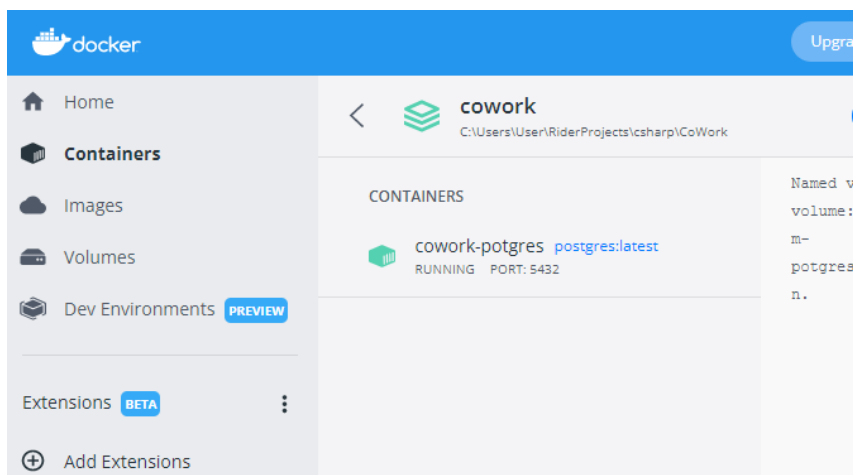 docker
Upgra
Home
Containers
Images
Volumes
Dev Environments PREVIEW
Extensions BETA
Add Extensions
cowork
C:\Users\User\RiderProjects\csharp\CoWork
CONTAINERS
cowork-potgres postgres:latest
RUNNING PORT: 5432
Named v
volume:
m-
potgres
n.